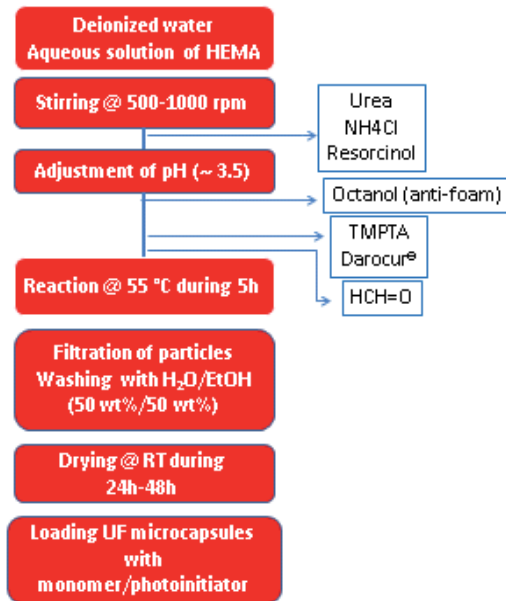 Deionized water
Aqueous solution of HEMA
Stirring @ 500-1000 rpm
Urea
NH4Cl
Resorcinol
Adjustment of pH (~ 3.5)
Octanol (anti-foam)
TMPTA
Darocur®
Reaction @ 55 °C during 5h
HCH=O
Filtration of particles
Washing with H₂O/EtOH
(50 wt%/50 wt%)
Drying @ RT during
24h-48h
Loading UF microcapsules
with
monomer/photoinitiator